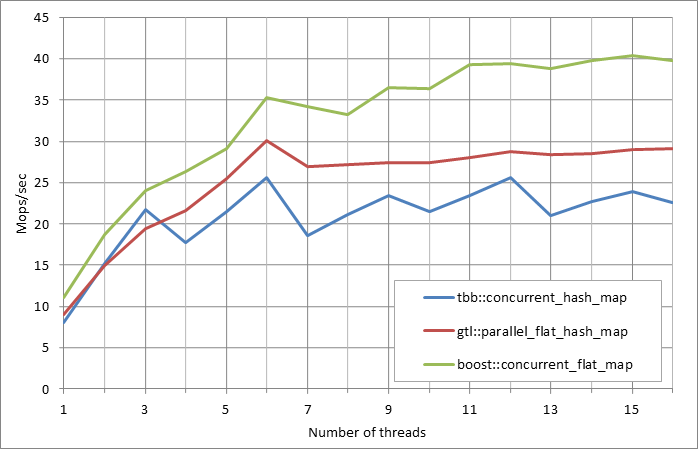 45
40
35
30
25
20
15
10
5
0
Mops/sec
1 3 5 7 9 11 13 15
Number of threads
tbb::concurrent_hash_map
gtl::parallel_flat_hash_map
boost::concurrent_flat_map